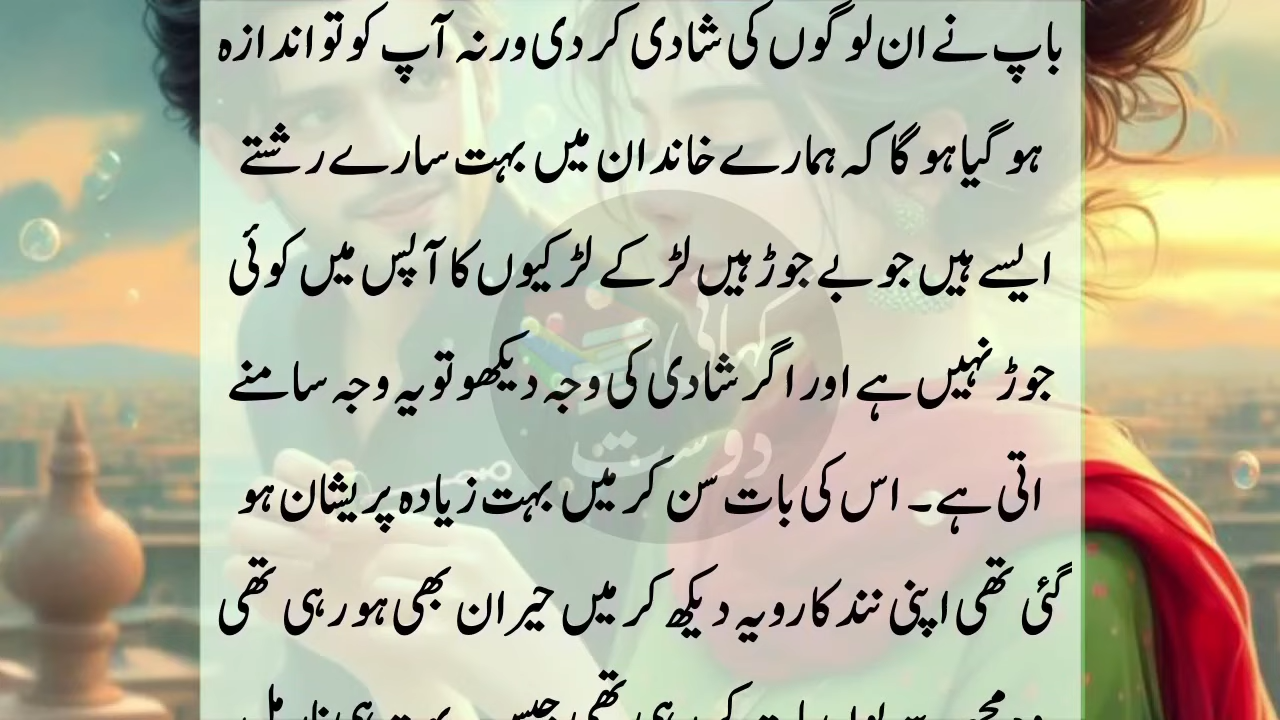 باپ نے ان لوگوں کی شادی کر دی ورنہ آپ کو تو اندازہ
ہو گیا ہو گا کہ ہمارے خاندان میں بہت سارے رشتے
ایسے ہیں جو بے جوڑ ہیں لڑکے لڑکیوں کا آپس میں کوئی
جوڑ نہیں ہے اور اگر شادی کی وجہ دیکھو تو یہ وجہ سامنے
اتی ہے۔ اس کی بات سن کر میں بہت زیادہ پریشان ہو
گئی تھی اپنی نند کا رویہ دیکھ کر میں حیران بھی ہو رہی تھی
کہانی
دوست